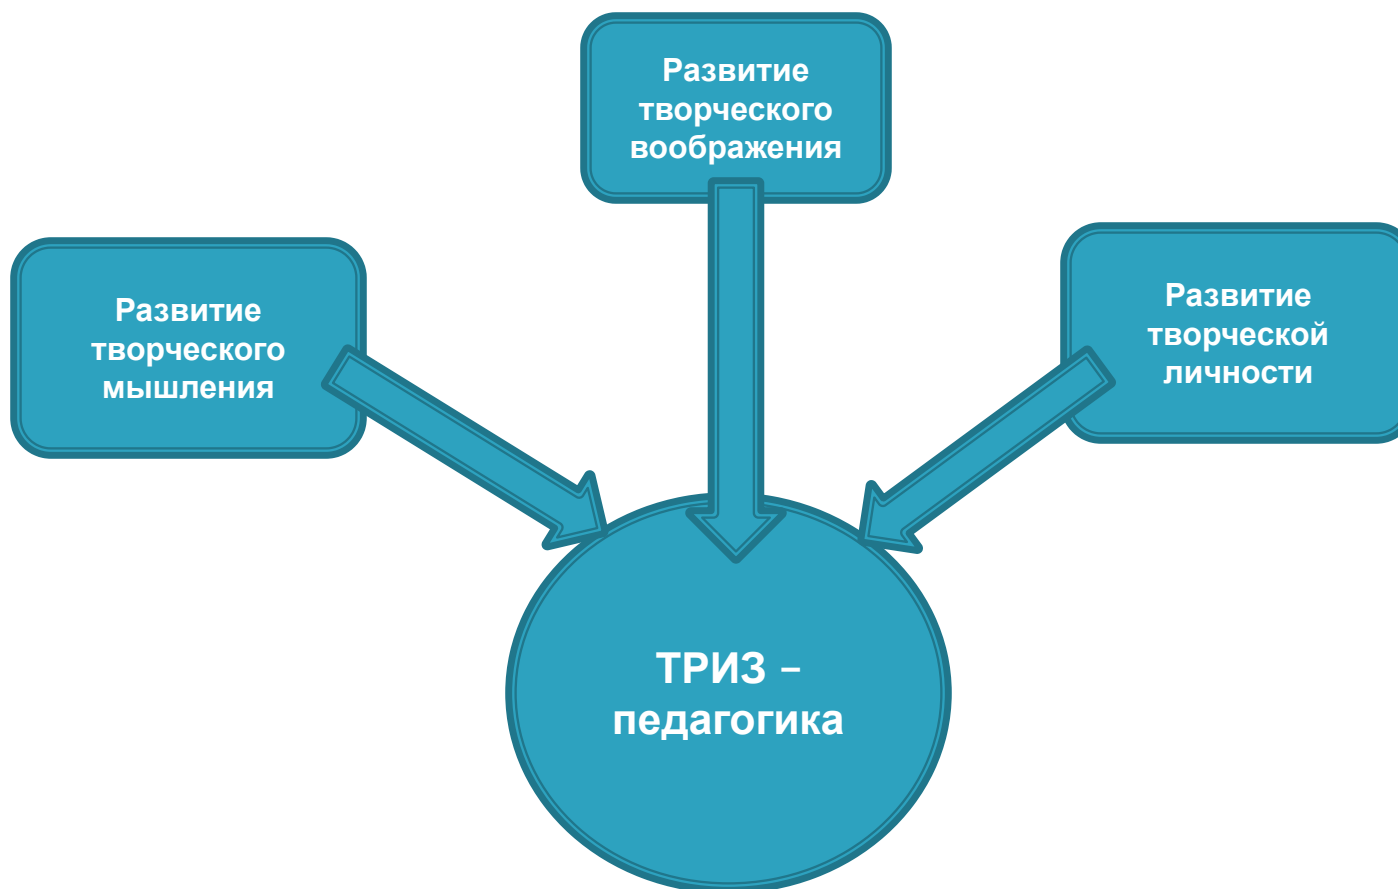 Развитие
творческого
воображения
Развитие
творческого
мышления
Развитие
творческой
личности
ТРИЗ –
педагогика